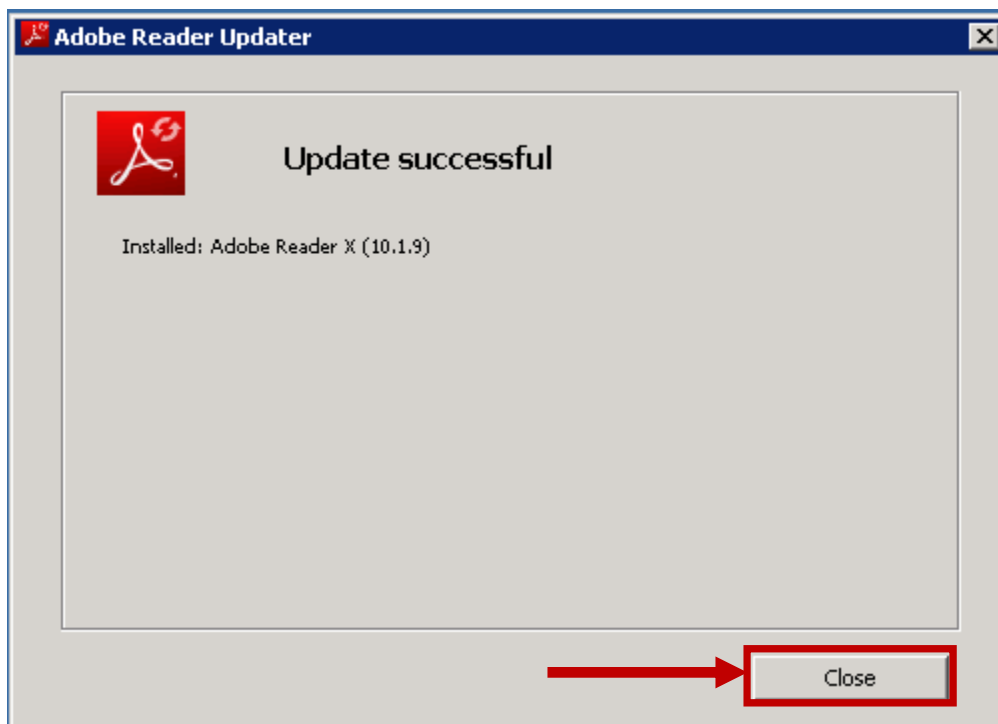 Adobe Reader Updater
Update successful
Installed: Adobe Reader X (10.1.9)
Close